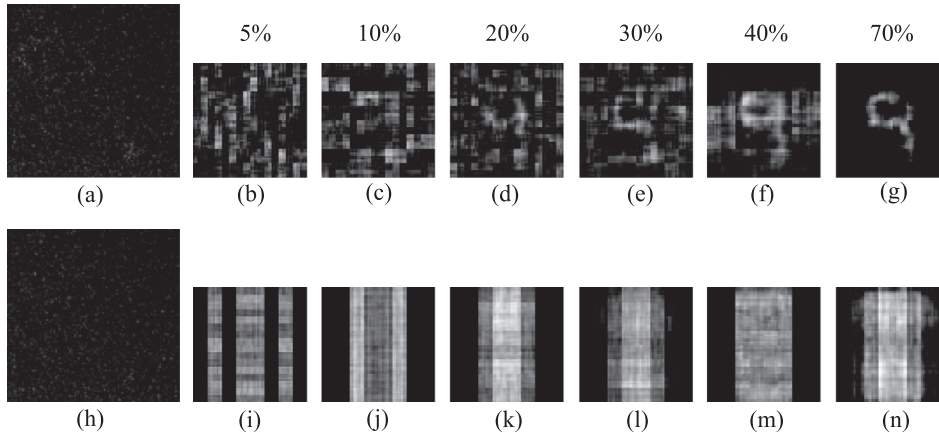 5% 10% 20% 30% 40% 70%
(a) (b) (c) (d) (e) (f) (g)
(h) (i) (j) (k) (l) (m) (n)